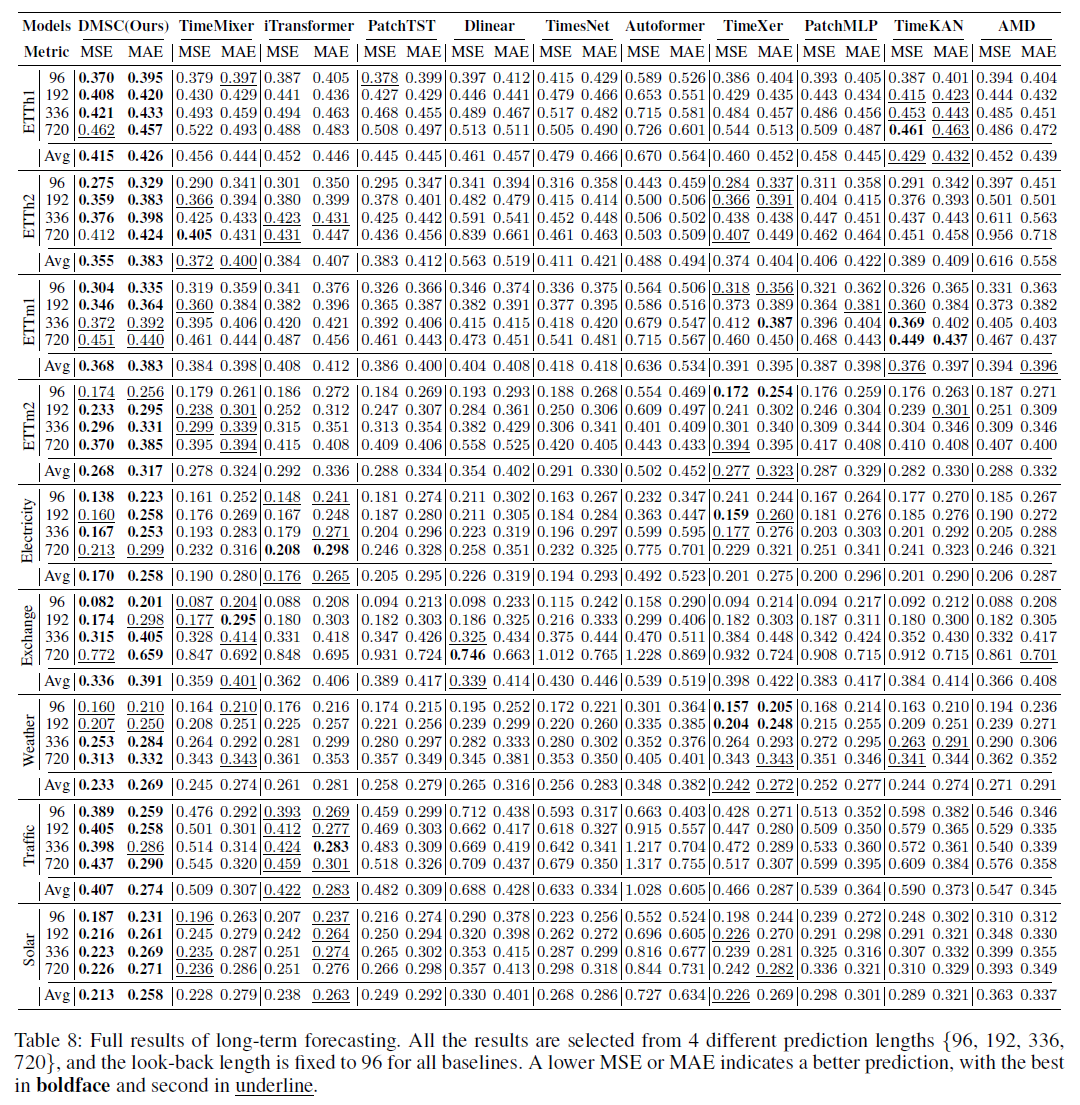 Models DMSC(Ours) TimeMixer iTransformer PatchTST Dlinear TimesNet Autoformer TimeXer PatchMLP TimeKAN AMD
Metric MSE MAE MSE MAE MSE MAE MSE MAE MSE MAE MSE MAE MSE MAE MSE MAE MSE MAE MSE MAE MSE MAE
ETTh1
96 0.370 0.395 0.379 0.397 0.387 0.405 0.378 0.399 0.397 0.412 0.415 0.429 0.589 0.526 0.386 0.404 0.393 0.405 0.387 0.401 0.394 0.404
192 0.408 0.420 0.430 0.429 0.441 0.436 0.427 0.429 0.446 0.441 0.479 0.466 0.653 0.551 0.429 0.435 0.443 0.434 0.415 0.423 0.444 0.432
336 0.421 0.433 0.493 0.459 0.494 0.463 0.468 0.455 0.489 0.467 0.517 0.482 0.715 0.581 0.484 0.457 0.486 0.456 0.453 0.443 0.485 0.451
720 0.462 0.457 0.522 0.493 0.488 0.483 0.508 0.497 0.513 0.511 0.505 0.490 0.726 0.601 0.544 0.513 0.509 0.487 0.461 0.463 0.486 0.472
Avg 0.415 0.426 0.456 0.444 0.452 0.446 0.445 0.445 0.461 0.457 0.479 0.466 0.670 0.564 0.460 0.452 0.458 0.445 0.429 0.432 0.452 0.439
ETTh2
96 0.275 0.329 0.290 0.341 0.301 0.350 0.295 0.347 0.341 0.394 0.316 0.358 0.443 0.459 0.284 0.337 0.311 0.358 0.291 0.342 0.397 0.451
192 0.359 0.383 0.366 0.394 0.380 0.399 0.378 0.401 0.482 0.479 0.415 0.414 0.500 0.506 0.366 0.391 0.404 0.415 0.376 0.393 0.501 0.501
336 0.376 0.398 0.425 0.433 0.423 0.431 0.425 0.442 0.591 0.541 0.452 0.448 0.506 0.502 0.438 0.438 0.447 0.451 0.437 0.443 0.611 0.563
720 0.412 0.424 0.405 0.431 0.431 0.447 0.436 0.456 0.839 0.661 0.461 0.463 0.503 0.509 0.407 0.449 0.462 0.464 0.451 0.458 0.956 0.718
Avg 0.355 0.383 0.372 0.400 0.384 0.407 0.383 0.412 0.563 0.519 0.411 0.421 0.488 0.494 0.374 0.404 0.406 0.422 0.389 0.409 0.616 0.558
ETTm1
96 0.304 0.335 0.319 0.359 0.341 0.376 0.326 0.366 0.346 0.374 0.336 0.375 0.564 0.506 0.318 0.356 0.321 0.362 0.326 0.365 0.331 0.363
192 0.346 0.364 0.360 0.384 0.382 0.396 0.365 0.387 0.382 0.391 0.377 0.395 0.586 0.516 0.373 0.389 0.364 0.381 0.360 0.384 0.373 0.382
336 0.372 0.392 0.395 0.406 0.420 0.421 0.392 0.406 0.415 0.415 0.418 0.420 0.679 0.547 0.412 0.387 0.396 0.404 0.369 0.402 0.405 0.403
720 0.451 0.440 0.461 0.444 0.487 0.456 0.461 0.443 0.473 0.451 0.541 0.481 0.715 0.567 0.460 0.450 0.468 0.443 0.449 0.437 0.467 0.437
Avg 0.368 0.383 0.384 0.398 0.408 0.412 0.386 0.400 0.404 0.408 0.418 0.418 0.636 0.534 0.391 0.395 0.387 0.398 0.376 0.397 0.394 0.396
ETTm2
96 0.174 0.256 0.179 0.261 0.186 0.272 0.184 0.269 0.193 0.293 0.188 0.268 0.554 0.469 0.172 0.254 0.176 0.259 0.176 0.263 0.187 0.271
192 0.233 0.295 0.238 0.301 0.252 0.312 0.247 0.307 0.284 0.361 0.250 0.306 0.609 0.497 0.241 0.302 0.246 0.304 0.239 0.301 0.251 0.309
336 0.296 0.331 0.299 0.339 0.315 0.351 0.313 0.354 0.382 0.429 0.306 0.341 0.401 0.409 0.301 0.340 0.309 0.344 0.304 0.346 0.309 0.346
720 0.370 0.385 0.395 0.394 0.415 0.408 0.409 0.406 0.558 0.525 0.420 0.405 0.443 0.433 0.394 0.395 0.417 0.408 0.410 0.408 0.407 0.400
Avg 0.268 0.317 0.278 0.324 0.292 0.336 0.288 0.334 0.354 0.402 0.291 0.330 0.502 0.452 0.277 0.323 0.287 0.329 0.282 0.330 0.288 0.332
Electricity
96 0.138 0.223 0.161 0.252 0.148 0.241 0.181 0.274 0.211 0.302 0.163 0.267 0.232 0.347 0.241 0.244 0.167 0.264 0.177 0.270 0.185 0.267
192 0.160 0.258 0.176 0.269 0.167 0.248 0.187 0.280 0.211 0.305 0.184 0.284 0.363 0.447 0.159 0.260 0.181 0.276 0.185 0.276 0.190 0.272
336 0.167 0.253 0.193 0.283 0.179 0.271 0.204 0.296 0.223 0.319 0.196 0.297 0.599 0.595 0.177 0.276 0.203 0.303 0.201 0.292 0.205 0.288
720 0.213 0.299 0.232 0.316 0.208 0.298 0.246 0.328 0.258 0.351 0.232 0.325 0.775 0.701 0.229 0.321 0.251 0.341 0.241 0.323 0.246 0.321
Avg 0.170 0.258 0.190 0.280 0.176 0.265 0.205 0.295 0.226 0.319 0.194 0.293 0.492 0.523 0.201 0.275 0.200 0.296 0.201 0.290 0.206 0.287
Exchange
96 0.082 0.201 0.087 0.204 0.088 0.208 0.094 0.213 0.098 0.233 0.115 0.242 0.158 0.290 0.094 0.214 0.094 0.217 0.092 0.212 0.088 0.208
192 0.174 0.298 0.177 0.295 0.180 0.303 0.182 0.303 0.186 0.325 0.216 0.333 0.299 0.406 0.182 0.303 0.187 0.311 0.180 0.300 0.182 0.305
336 0.315 0.405 0.328 0.414 0.331 0.418 0.347 0.426 0.325 0.434 0.375 0.444 0.470 0.511 0.384 0.448 0.342 0.424 0.352 0.430 0.332 0.417
720 0.772 0.659 0.847 0.692 0.848 0.695 0.931 0.724 0.746 0.663 1.012 0.765 1.228 0.869 0.932 0.724 0.908 0.715 0.912 0.715 0.861 0.701
Avg 0.336 0.391 0.359 0.401 0.362 0.406 0.389 0.417 0.339 0.414 0.430 0.446 0.539 0.519 0.398 0.422 0.383 0.417 0.384 0.414 0.366 0.408
Weather
96 0.160 0.210 0.164 0.210 0.176 0.216 0.174 0.215 0.195 0.252 0.172 0.221 0.301 0.364 0.157 0.205 0.168 0.214 0.163 0.210 0.194 0.236
192 0.207 0.250 0.208 0.251 0.225 0.257 0.221 0.256 0.239 0.299 0.220 0.260 0.335 0.385 0.204 0.248 0.215 0.255 0.209 0.251 0.239 0.271
336 0.253 0.284 0.264 0.292 0.281 0.299 0.280 0.297 0.282 0.333 0.280 0.302 0.352 0.376 0.264 0.293 0.272 0.295 0.263 0.291 0.290 0.306
720 0.313 0.332 0.343 0.343 0.361 0.353 0.357 0.349 0.345 0.381 0.353 0.350 0.405 0.401 0.343 0.343 0.351 0.346 0.341 0.344 0.362 0.352
Avg 0.233 0.269 0.245 0.274 0.261 0.281 0.258 0.279 0.265 0.316 0.256 0.283 0.348 0.382 0.242 0.272 0.252 0.277 0.244 0.274 0.271 0.291
Traffic
96 0.389 0.259 0.476 0.292 0.393 0.269 0.459 0.299 0.712 0.438 0.593 0.317 0.663 0.403 0.428 0.271 0.513 0.352 0.598 0.382 0.546 0.346
192 0.405 0.258 0.501 0.301 0.412 0.277 0.469 0.303 0.662 0.417 0.618 0.327 0.915 0.557 0.447 0.280 0.509 0.350 0.579 0.365 0.529 0.335
336 0.398 0.286 0.514 0.314 0.424 0.283 0.483 0.309 0.669 0.419 0.642 0.341 1.217 0.704 0.472 0.289 0.533 0.360 0.572 0.361 0.540 0.339
720 0.437 0.290 0.545 0.320 0.459 0.301 0.518 0.326 0.709 0.437 0.679 0.350 1.317 0.755 0.517 0.307 0.599 0.395 0.609 0.384 0.576 0.358
Avg 0.407 0.274 0.509 0.307 0.422 0.283 0.482 0.309 0.688 0.428 0.633 0.334 1.028 0.605 0.466 0.287 0.539 0.364 0.590 0.373 0.547 0.345
Solar
96 0.187 0.231 0.196 0.263 0.207 0.237 0.216 0.274 0.290 0.378 0.223 0.256 0.552 0.524 0.198 0.244 0.239 0.272 0.248 0.302 0.310 0.312
192 0.216 0.261 0.245 0.279 0.242 0.264 0.250 0.294 0.320 0.398 0.262 0.272 0.696 0.605 0.226 0.270 0.291 0.298 0.291 0.321 0.348 0.330
336 0.223 0.269 0.235 0.287 0.251 0.274 0.265 0.302 0.353 0.415 0.287 0.299 0.816 0.677 0.239 0.281 0.325 0.316 0.307 0.332 0.399 0.355
720 0.226 0.271 0.236 0.286 0.251 0.276 0.266 0.298 0.357 0.413 0.298 0.318 0.844 0.731 0.242 0.282 0.336 0.321 0.310 0.329 0.393 0.349
Avg 0.213 0.258 0.228 0.279 0.238 0.263 0.249 0.292 0.330 0.401 0.268 0.286 0.727 0.634 0.226 0.269 0.298 0.301 0.289 0.321 0.363 0.337
Table 8: Full results of long-term forecasting. All the results are selected from 4 different prediction lengths {96, 192, 336,
720}, and the look-back length is fixed to 96 for all baselines. A lower MSE or MAE indicates a better prediction, with the best
in boldface and second in underline.